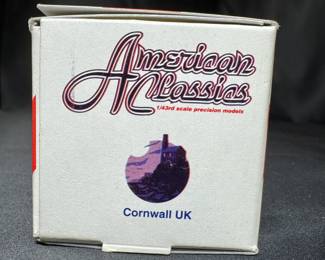 American
Classics
1/43rd scale precision models
Cornwall UK